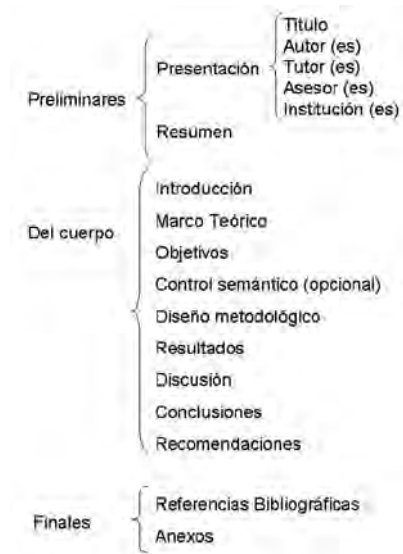 Preliminares
Presentación
Título
Autor (es)
Tutor (es)
Asesor (es)
Institución (es)
Resumen
Del cuerpo
Introducción
Marco Teórico
Objetivos
Control semántico (opcional)
Diseño metodológico
Resultados
Discusión
Conclusiones
Recomendaciones
Finales
Referencias Bibliográficas
Anexos